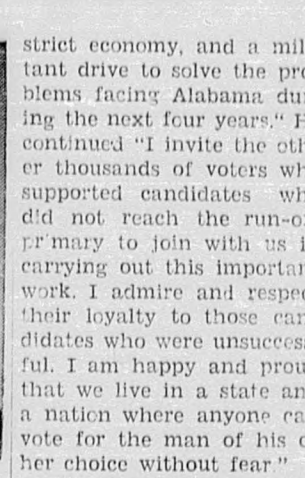 strict economy, and a mil
tant drive to solve the pro
blems facing Alabama dur
ing the next four years." H
continued "I invite the oth
er thousands of voters wh
supported candidates wh
did not reach the run-o
primary to join with us i
carrying out this importan
work. I admire and respec
their loyalty to those can
didates who were unsuccess
ful. I am happy and prou
that we live in a state an
a nation where anyone ca
vote for the man of his o
her choice without fear."